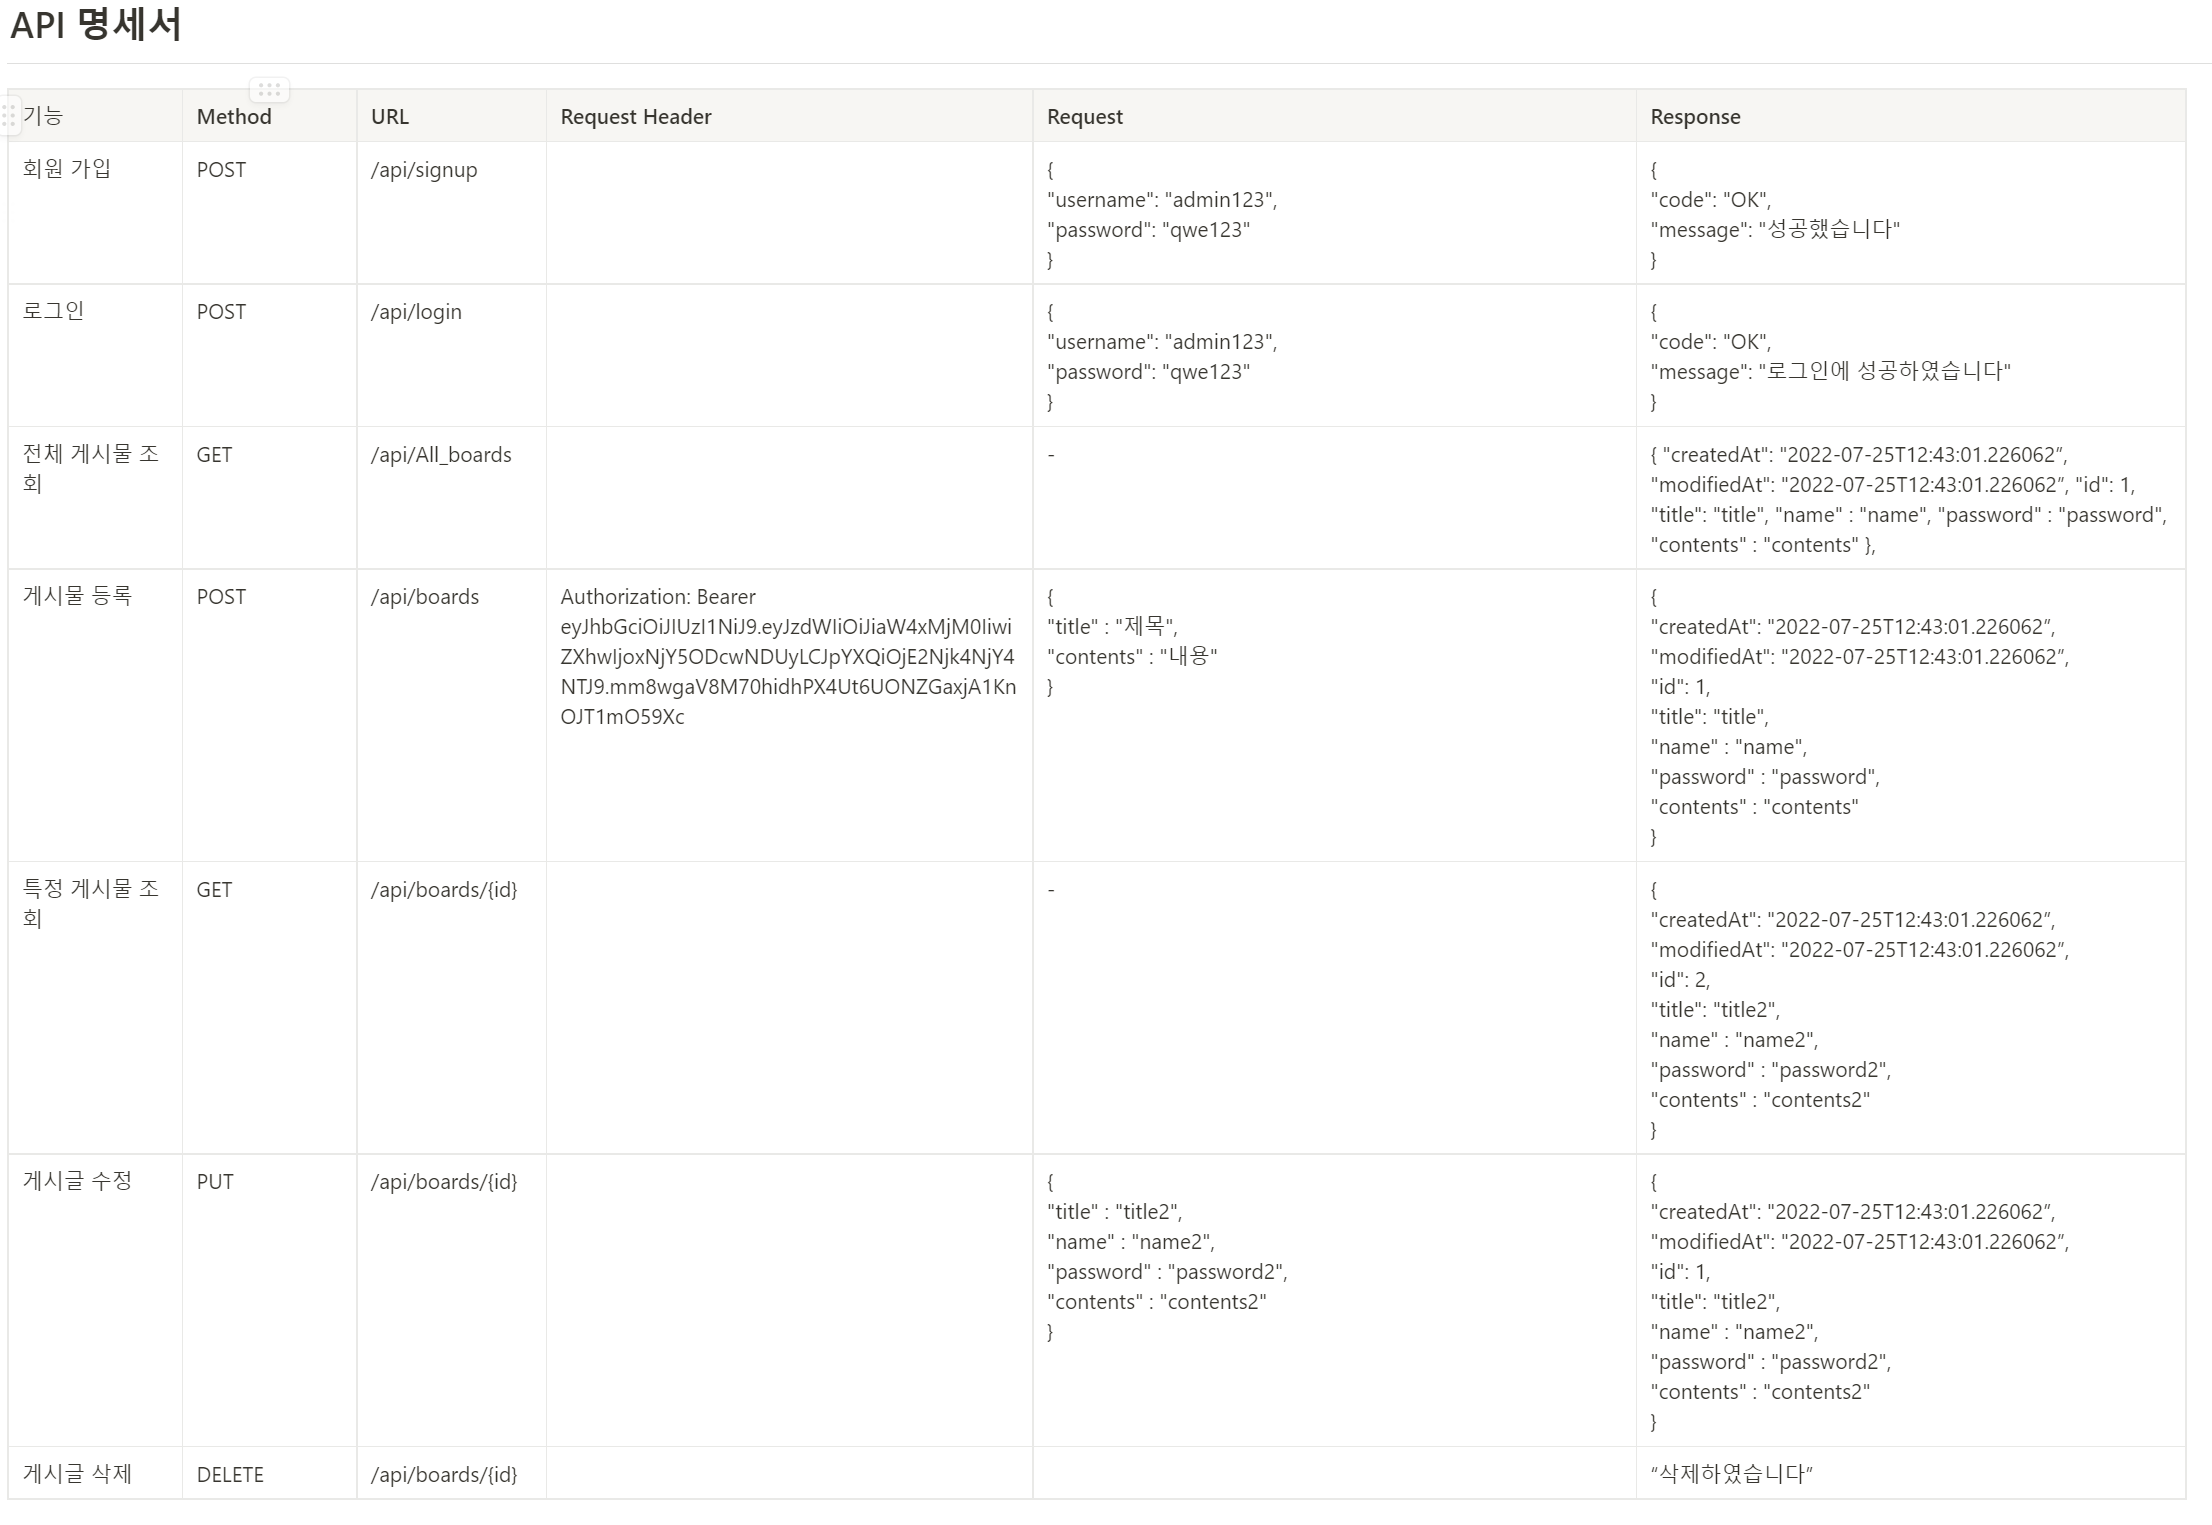 API 명세서
기능 Method URL Request Header Request Response
회원 가입 POST /api/signup
{
"username": "admin123",
"password": "qwe123"
}
{
"code": "OK",
"message": "성공했습니다"
}
로그인 POST /api/login
{
"username": "admin123",
"password": "qwe123"
}
{
"code": "OK",
"message": "로그인에 성공하였습니다"
}
전체 게시물 조
회
GET /api/All_boards
-
{ "createdAt": "2022-07-25T12:43:01.226062”,
"modifiedAt": "2022-07-25T12:43:01.226062”, "id": 1,
"title": "title", "name" : "name", "password" : "password",
"contents" : "contents" },
게시물 등록 POST /api/boards
Authorization: Bearer
eyJhbGciOiJIUzI1NiJ9.eyJzdWIiOiJiaW4xMjM0Iiwi
ZXhwIjoxNjY5ODcwNDUyLCJpYXQiOjE2Njk4NjY4
NTJ9.mm8wgaV8M70hidhPX4Ut6UONZGaxjA1Kn
OJT1mO59Xc
{
"title" : "제목",
"contents" : "내용"
}
{
"createdAt": "2022-07-25T12:43:01.226062”,
"modifiedAt": "2022-07-25T12:43:01.226062”,
"id": 1,
"title": "title",
"name" : "name",
"password" : "password",
"contents" : "contents"
}
특정 게시물 조
회
GET /api/boards/{id}
-
{
"createdAt": "2022-07-25T12:43:01.226062”,
"modifiedAt": "2022-07-25T12:43:01.226062”,
"id": 2,
"title": "title2",
"name" : "name2",
"password" : "password2",
"contents" : "contents2"
}
게시글 수정 PUT /api/boards/{id}
{
"title" : "title2",
"name" : "name2",
"password" : "password2",
"contents" : "contents2"
}
{
"createdAt": "2022-07-25T12:43:01.226062”,
"modifiedAt": "2022-07-25T12:43:01.226062”,
"id": 1,
"title": "title2",
"name" : "name2",
"password" : "password2",
"contents" : "contents2"
}
게시글 삭제 DELETE /api/boards/{id}
“삭제하였습니다”